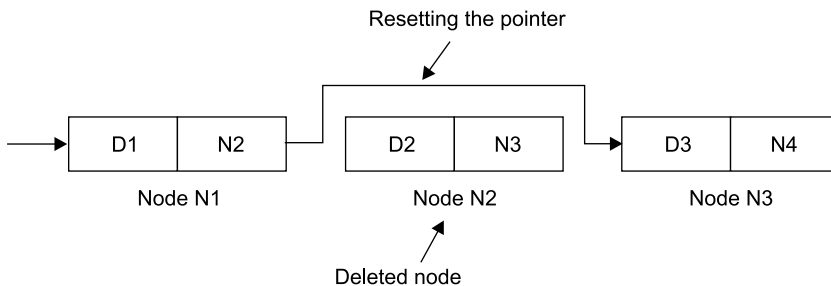 Resetting the pointer
D1 N2 D2 N3 D3 N4
Node N1 Node N2 Node N3
Deleted node